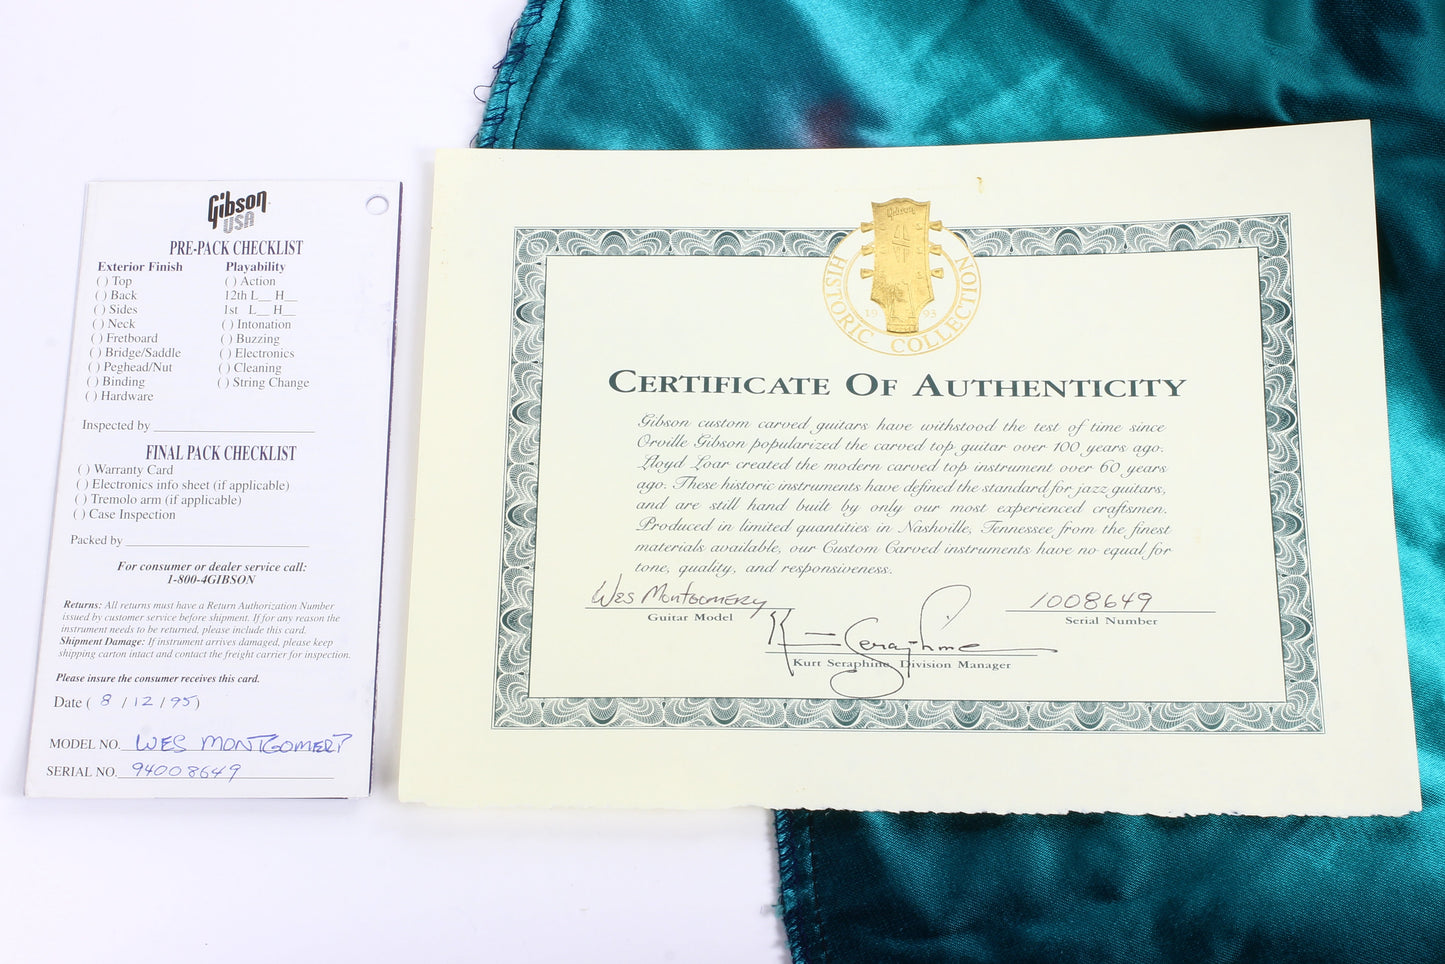 Gibson
USA
PRE-PACK CHECKLIST
Exterior Finish
( ) Top
( ) Back
( ) Sides
( ) Neck
( ) Fretboard
( ) Bridge/Saddle
( ) Peghead/Nut
( ) Binding
( ) Hardware
Playability
( ) Action
12th L__ H__
1st L__ H__
( ) Intonation
( ) Buzzing
( ) Electronics
( ) Cleaning
( ) String Change
Inspected by
FINAL PACK CHECKLIST
( ) Warranty Card
( ) Electronics info sheet (if applicable)
( ) Tremolo arm (if applicable)
( ) Case Inspection
Packed by
For consumer or dealer service call:
1-800-4GIBSON
Returns: All returns must have a Return Authorization Number
issued by customer service before shipment. If for any reason the
instrument needs to be returned, please include this card.
Shipment Damage: If instrument arrives damaged, please keep
shipping carton intact and contact the freight carrier for inspection.
Please insure the consumer receives this card.
Date ( 8 / 12 / 95 )
MODEL NO. WES MONTGOMERY
SERIAL NO. 94008649
Gibson
HISTORIC COLLECTION
19 93
CERTIFICATE OF AUTHENTICITY
Gibson custom carved guitars have withstood the test of time since
Orville Gibson popularized the carved top guitar over 100 years ago.
Lloyd Loar created the modern carved top instrument over 60 years
ago. These historic instruments have defined the standard for jazz guitars,
and are still hand built by only our most experienced craftsmen.
Produced in limited quantities in Nashville, Tennessee from the finest
materials available, our Custom Carved instruments have no equal for
tone, quality, and responsiveness.
Wes Montgomery
Guitar Model
1008649
Serial Number
K Seraphine
Kurt Seraphine, Division Manager